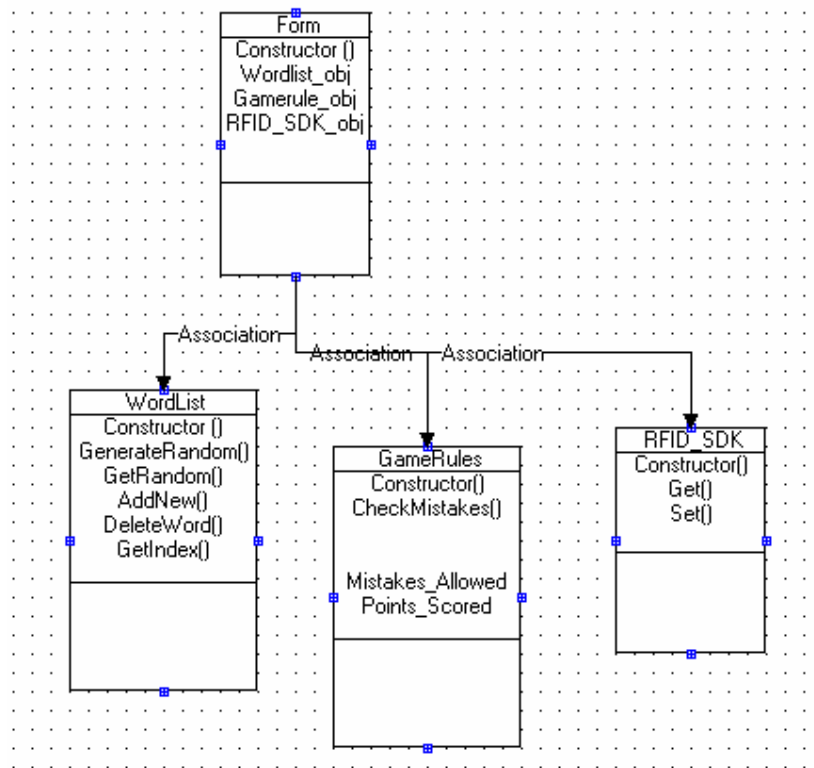 Form
Constructor ()
Wordlist_obj
Gamerule_obj
RFID_SDK_obj
Association
Association
Association
WordList
Constructor ()
GenerateRandom()
GetRandom()
AddNew()
DeleteWord()
GetIndex()
GameRules
Constructor()
CheckMistakes()
Mistakes_Allowed
Points_Scored
RFID_SDK
Constructor()
Get()
Set()